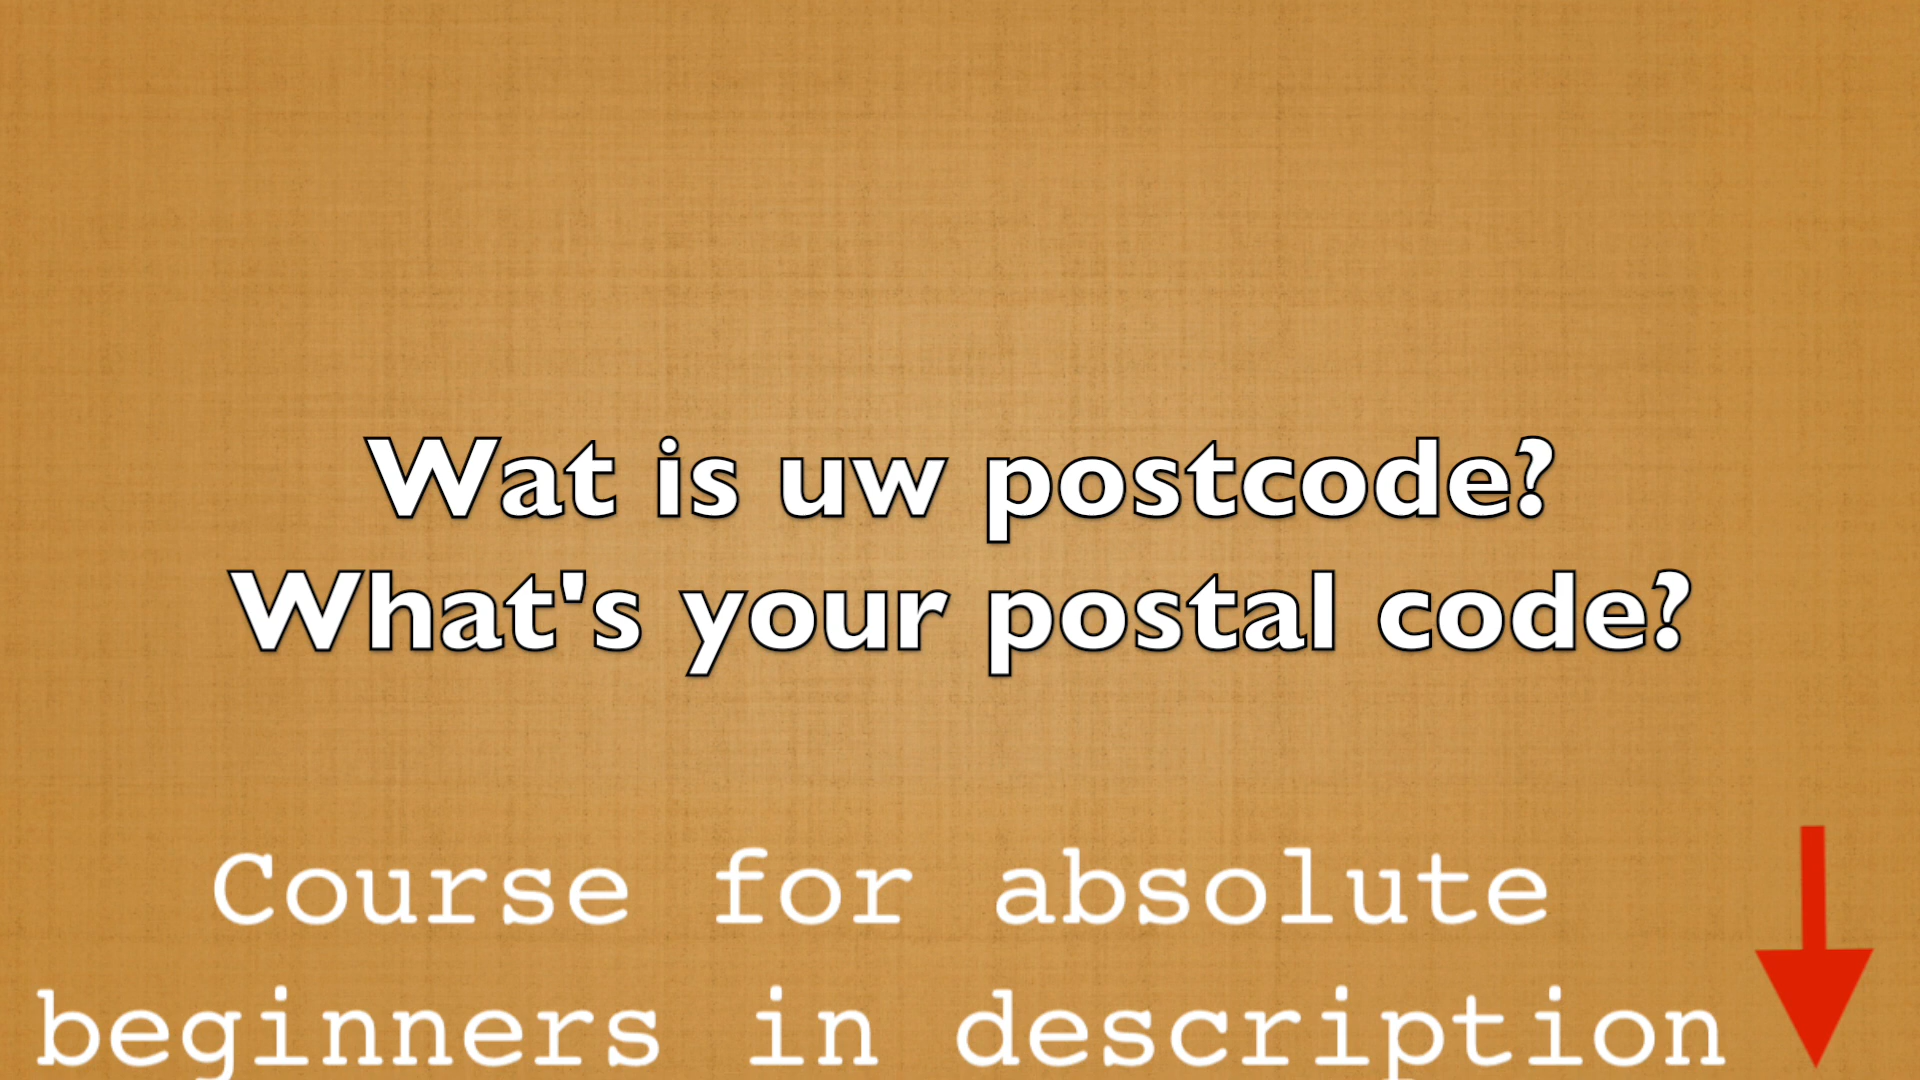 Wat is uw postcode?
What's your postal code?
Course for absolute
beginners in description